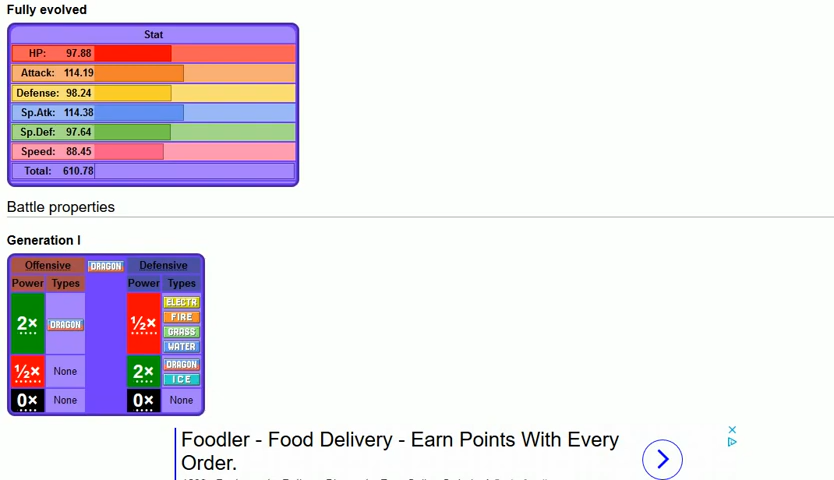 Fully evolved
Stat
HP: 97.88
Attack: 114.19
Defense: 98.24
Sp.Atk: 114.38
Sp.Def: 97.64
Speed: 88.45
Total: 610.78
Battle properties
Generation I
Offensive DRAGON Defensive
Power Types Power Types
2× DRAGON ½× ELECTR
FIRE
GRASS
WATER
½× None 2× DRAGON
ICE
0× None 0× None
Foodler - Food Delivery - Earn Points With Every
Order.